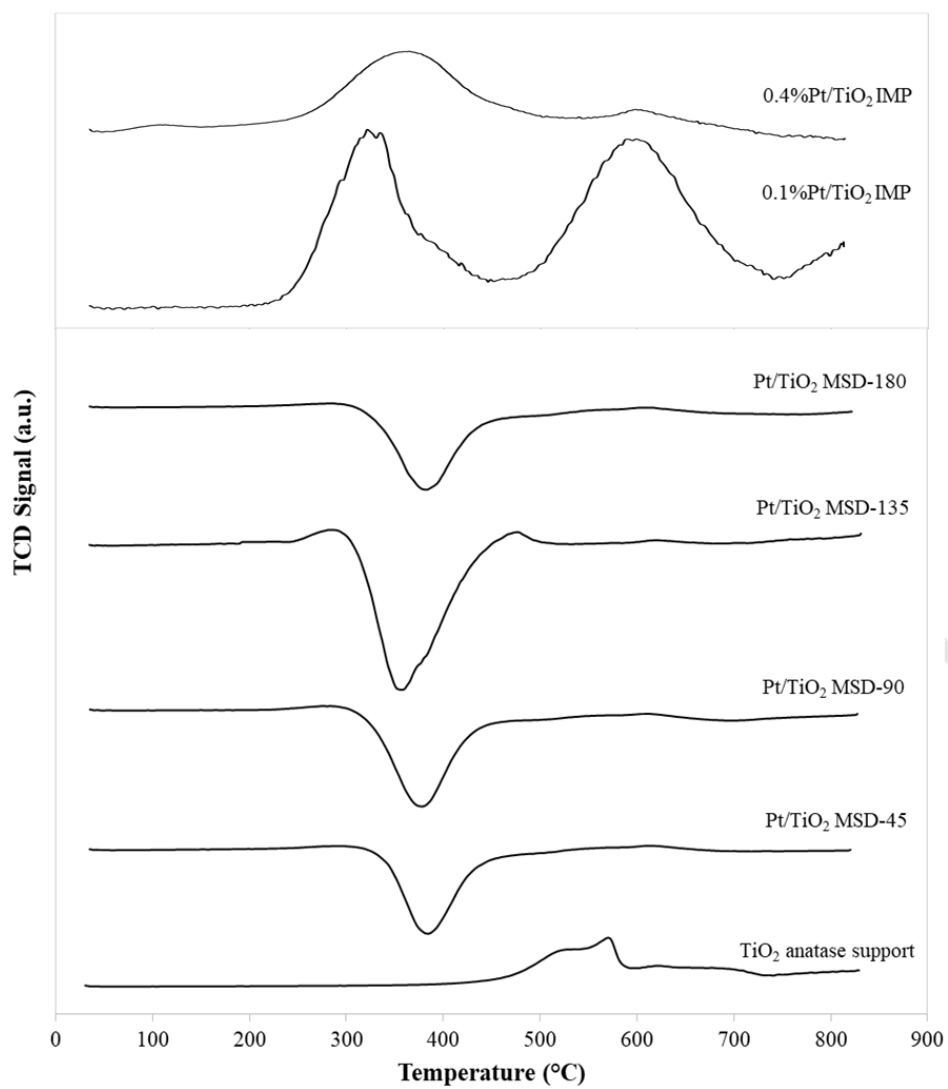 0.4%Pt/TiO₂ IMP
0.1%Pt/TiO₂ IMP
Pt/TiO₂ MSD-180
Pt/TiO₂ MSD-135
Pt/TiO₂ MSD-90
Pt/TiO₂ MSD-45
TiO₂ anatase support
TCD Signal (a.u.)
0 100 200 300 400 500 600 700 800 900
Temperature (°C)